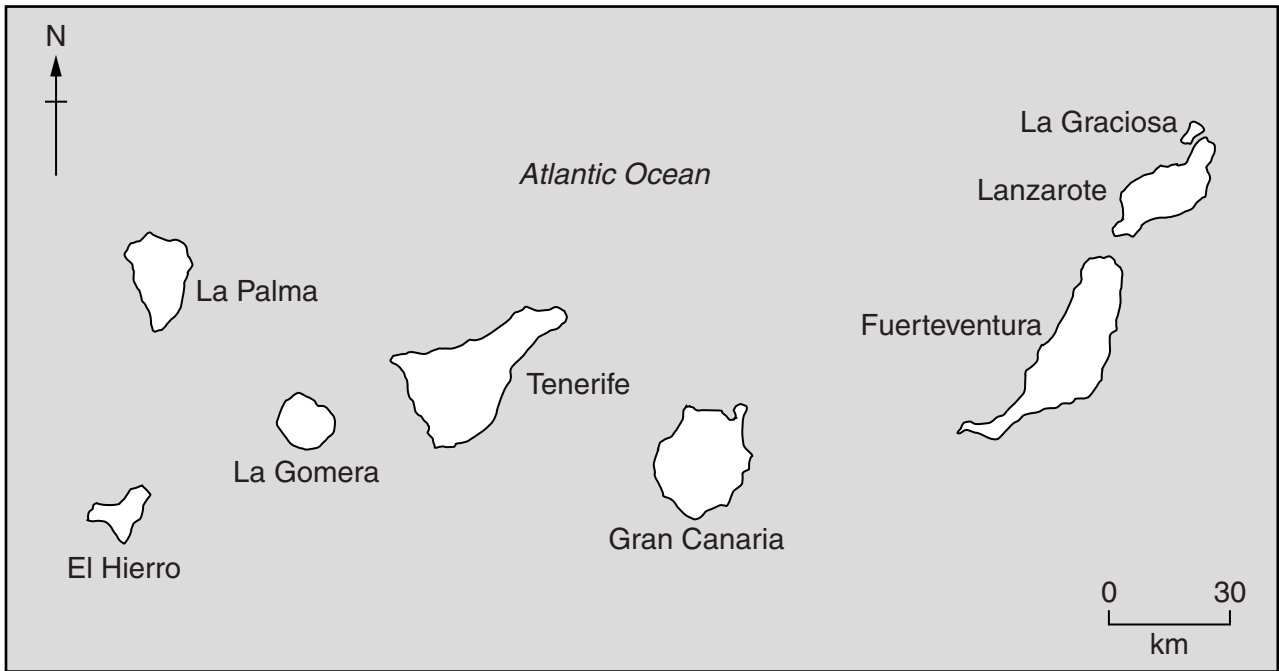 N
La Graciosa
Atlantic Ocean
Lanzarote
La Palma
Fuerteventura
Tenerife
La Gomera
Gran Canaria
El Hierro
0 30
km